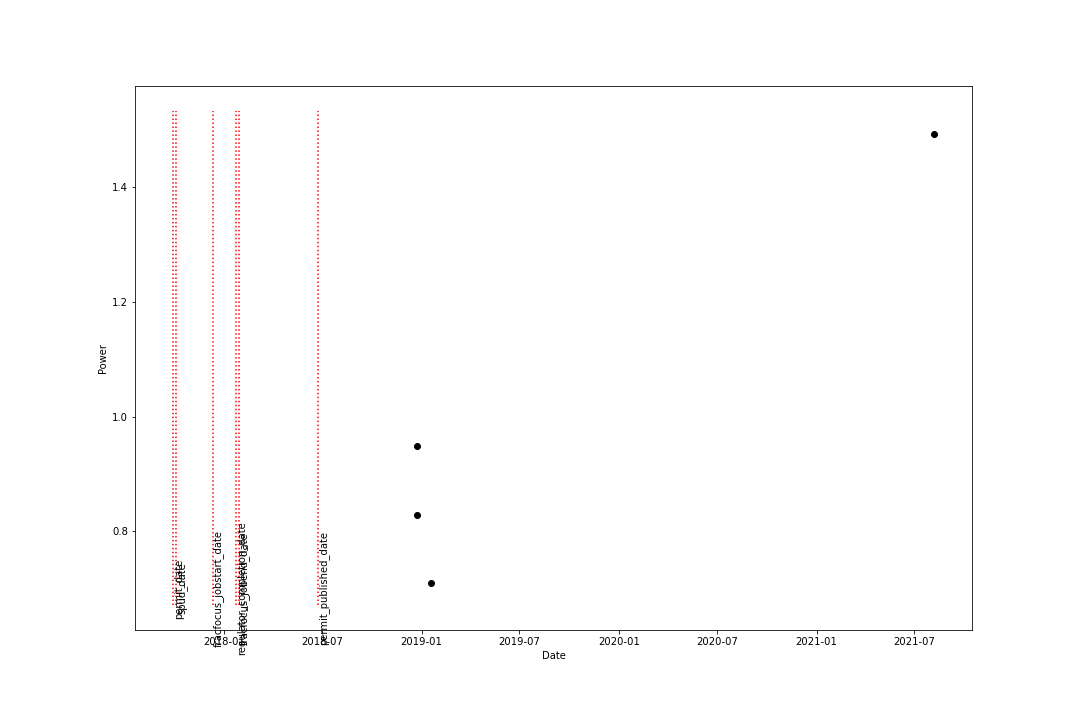 1.4
1.2
1.0
0.8
Power
permit_date
spud_date
fracfocus_jobstart_date
fracfocus_jobend_date
permit_published_date
2018-07
2019-01
2019-07
2020-01
2020-07
2021-01
2021-07
Date